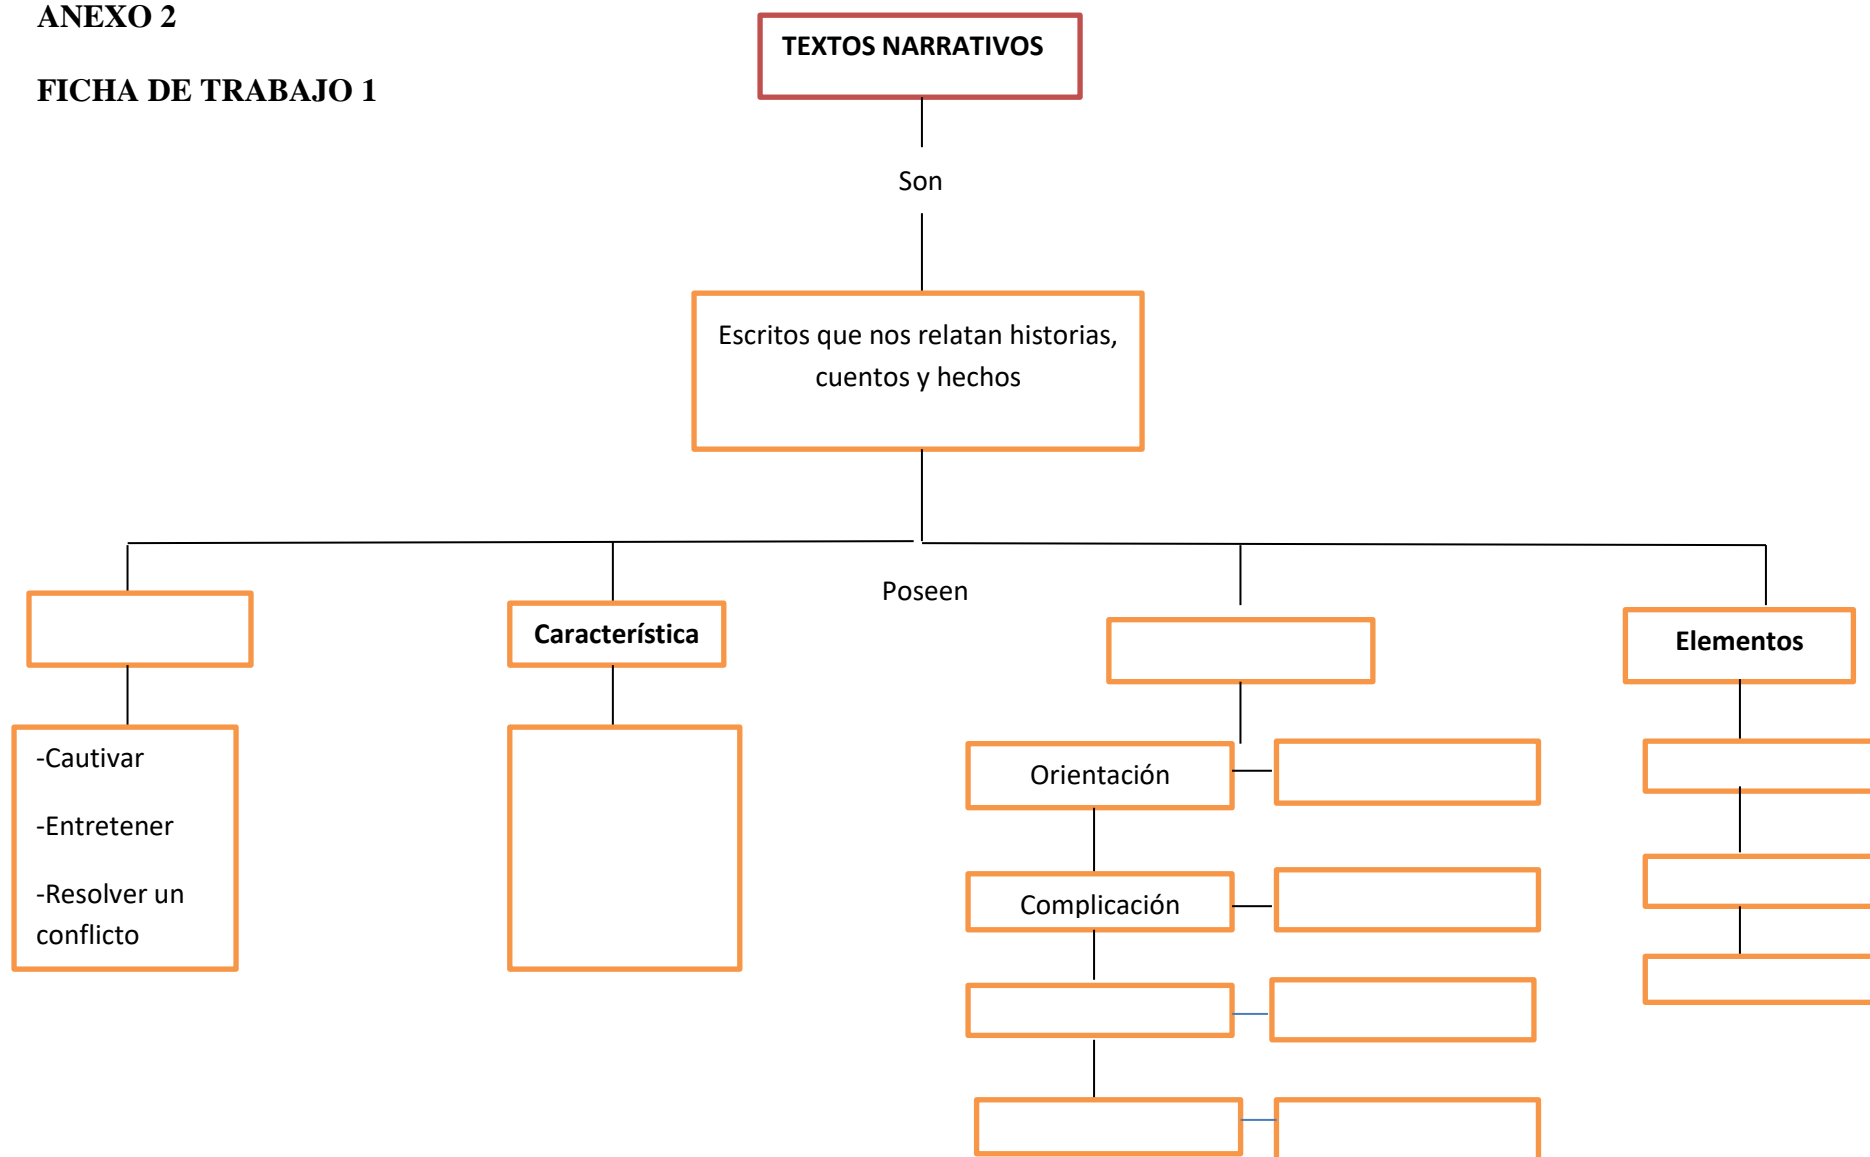 ANEXO 2
FICHA DE TRABAJO 1
TEXTOS NARRATIVOS
Son
Escritos que nos relatan historias,
cuentos y hechos
Poseen
Característica
Elementos
-Cautivar
-Entretener
-Resolver un
conflicto
Orientación
Complicación